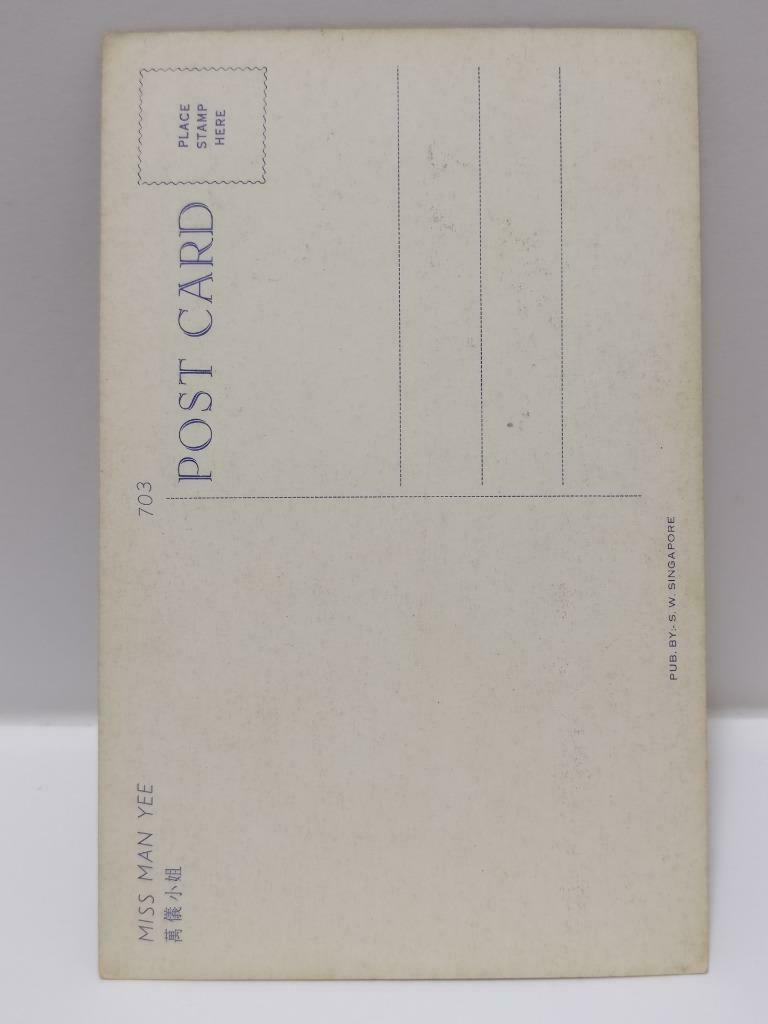 MISS MAN YEE
萬儀小姐
703
POST CARD
PLACE
STAMP
HERE
PUB. BY:- S. W. SINGAPORE